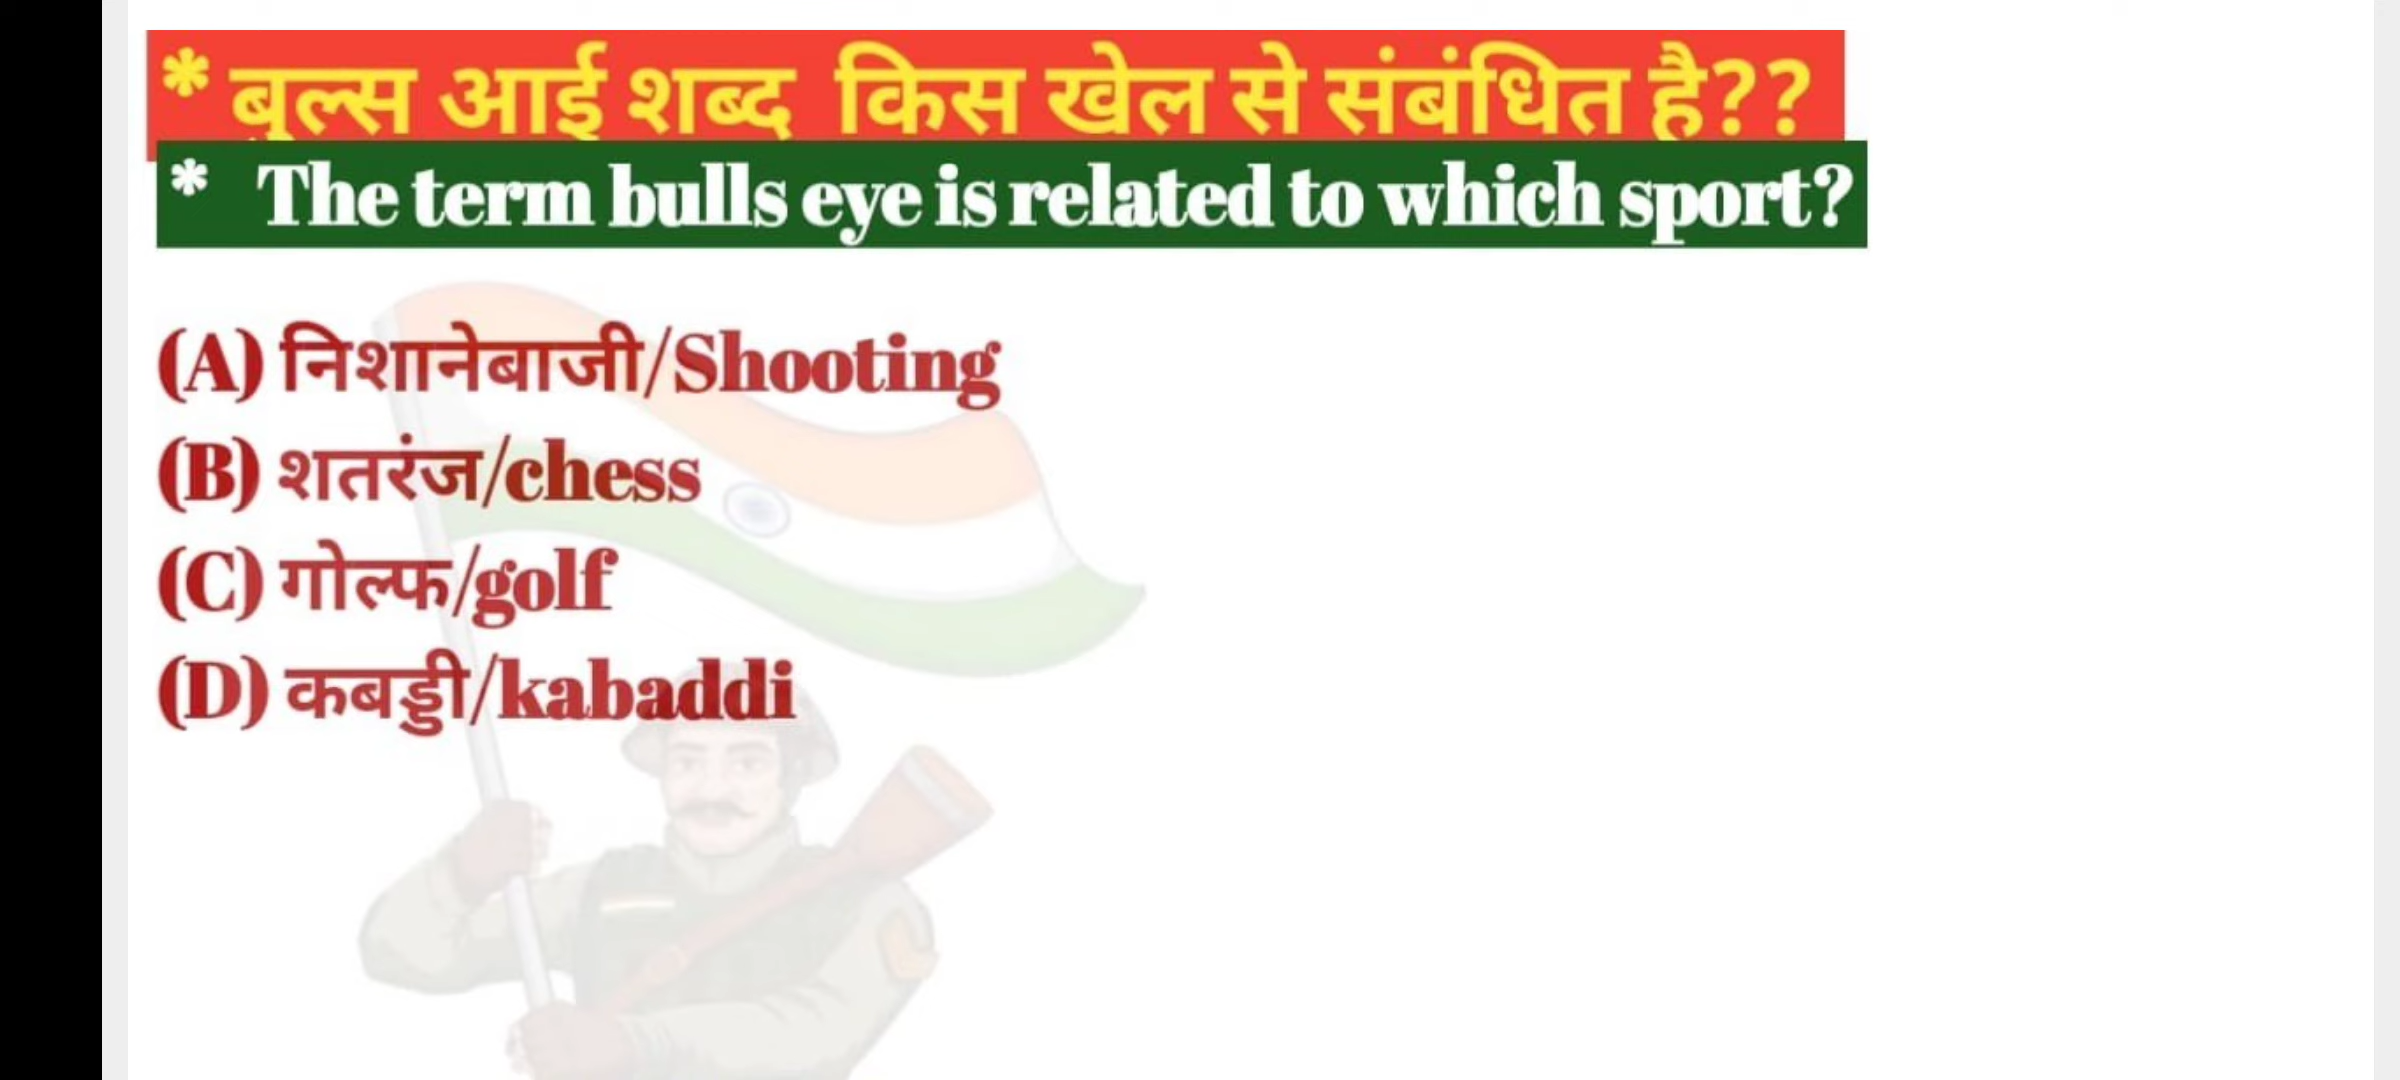 * बुल्स आई शब्द किस खेल से संबंधित है??
* The term bulls eye is related to which sport?
(A) निशानेबाजी/Shooting
(B) शतरंज/chess
(C) गोल्फ/golf
(D) कबड्डी/kabaddi